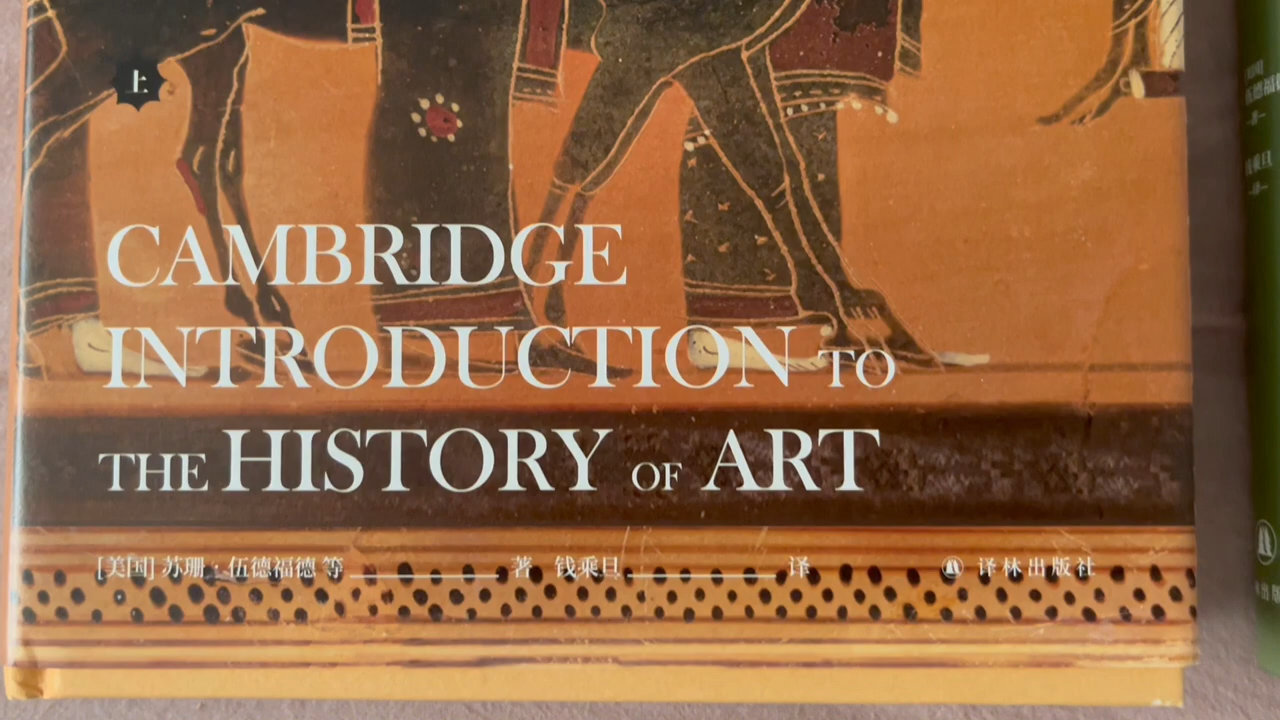 上
CAMBRIDGE
INTRODUCTION TO
THE HISTORY OF ART
[美国] 苏珊·伍德福德 等 著 钱乘旦 译 译林出版社